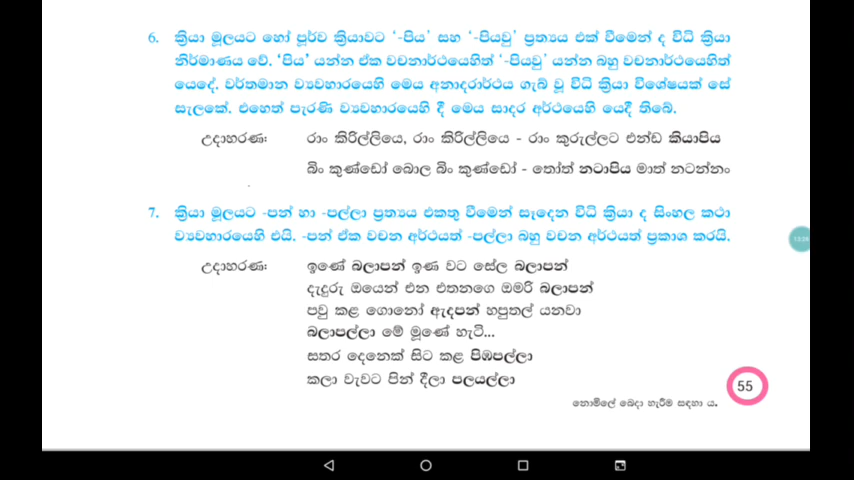 6. ක්‍රියා මූලයට හෝ පූර්ව ක්‍රියාවට ‘-පිය’ සහ ‘-පියවු’ ප්‍රත්‍යය එක් වීමෙන් ද විධි ක්‍රියා
නිර්මාණය වේ. ‘පිය’ යන්න ඒක වචනාර්ථයෙහිත් ‘-පියවු’ යන්න බහු වචනාර්ථයෙහිත්
යෙදේ. වර්තමාන ව්‍යවහාරයෙහි මෙය අනාදරාර්ථය ගැබ් වූ විධි ක්‍රියා විශේෂයක් සේ
සැලකේ. එහෙත් පැරණි ව්‍යවහාරයෙහි දී මෙය සාදර අර්ථයෙහි යෙදී තිබේ.
උදාහරණ: රාං කිරිල්ලියෙ, රාං කිරිල්ලියෙ - රාං කුරුල්ලට එන්ඩ කියාපිය
බිං කුණ්ඩෝ බොල බිං කුණ්ඩෝ - තෝත් නටාපිය මාත් නටන්නං
7. ක්‍රියා මූලයට -පන් හා -පල්ලා ප්‍රත්‍යය එකතු වීමෙන් සෑදෙන විධි ක්‍රියා ද සිංහල කථා
ව්‍යවහාරයෙහි එයි. -පන් ඒක වචන අර්ථයත් -පල්ලා බහු වචන අර්ථයත් ප්‍රකාශ කරයි.
උදාහරණ: ඉණේ බලාපන් ඉණ වට සේල බලාපන්
දැදුරු ඔයෙන් එන එතනගෙ ඔමරි බලාපන්
පවු කළ ගොනෝ ඇදපන් හපුතල් යනවා
බලාපල්ලා මේ මූණේ හැටි...
සතර දෙනෙක් සිට කළ පිඹපල්ලා
කලා වැවට පින් දීලා පලයල්ලා
55
නොමිලේ බෙදා හැරීම සඳහා ය.